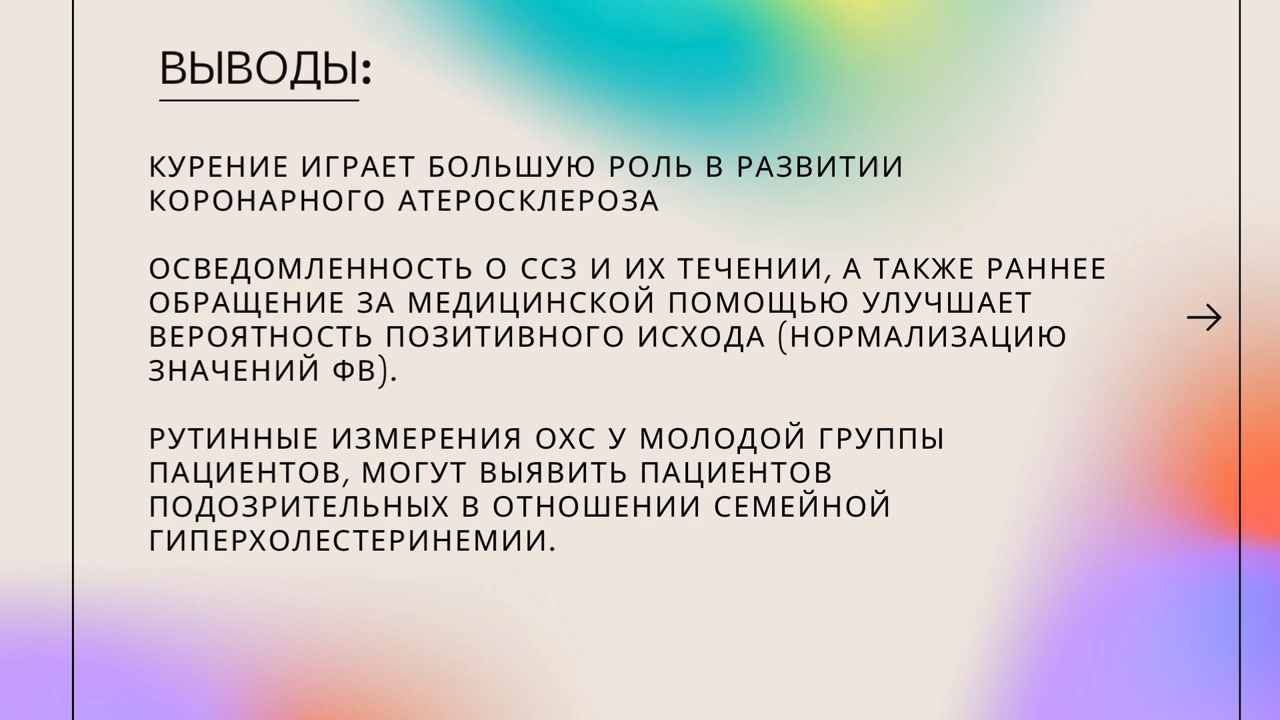 ВЫВОДЫ:
КУРЕНИЕ ИГРАЕТ БОЛЬШУЮ РОЛЬ В РАЗВИТИИ
КОРОНАРНОГО АТЕРОСКЛЕРОЗА
ОСВЕДОМЛЕННОСТЬ О ССЗ И ИХ ТЕЧЕНИИ, А ТАКЖЕ РАННЕЕ
ОБРАЩЕНИЕ ЗА МЕДИЦИНСКОЙ ПОМОЩЬЮ УЛУЧШАЕТ
ВЕРОЯТНОСТЬ ПОЗИТИВНОГО ИСХОДА (НОРМАЛИЗАЦИЮ
ЗНАЧЕНИЙ ФВ).
РУТИННЫЕ ИЗМЕРЕНИЯ ОХС У МОЛОДОЙ ГРУППЫ
ПАЦИЕНТОВ, МОГУТ ВЫЯВИТЬ ПАЦИЕНТОВ
ПОДОЗРИТЕЛЬНЫХ В ОТНОШЕНИИ СЕМЕЙНОЙ
ГИПЕРХОЛЕСТЕРИНЕМИИ.